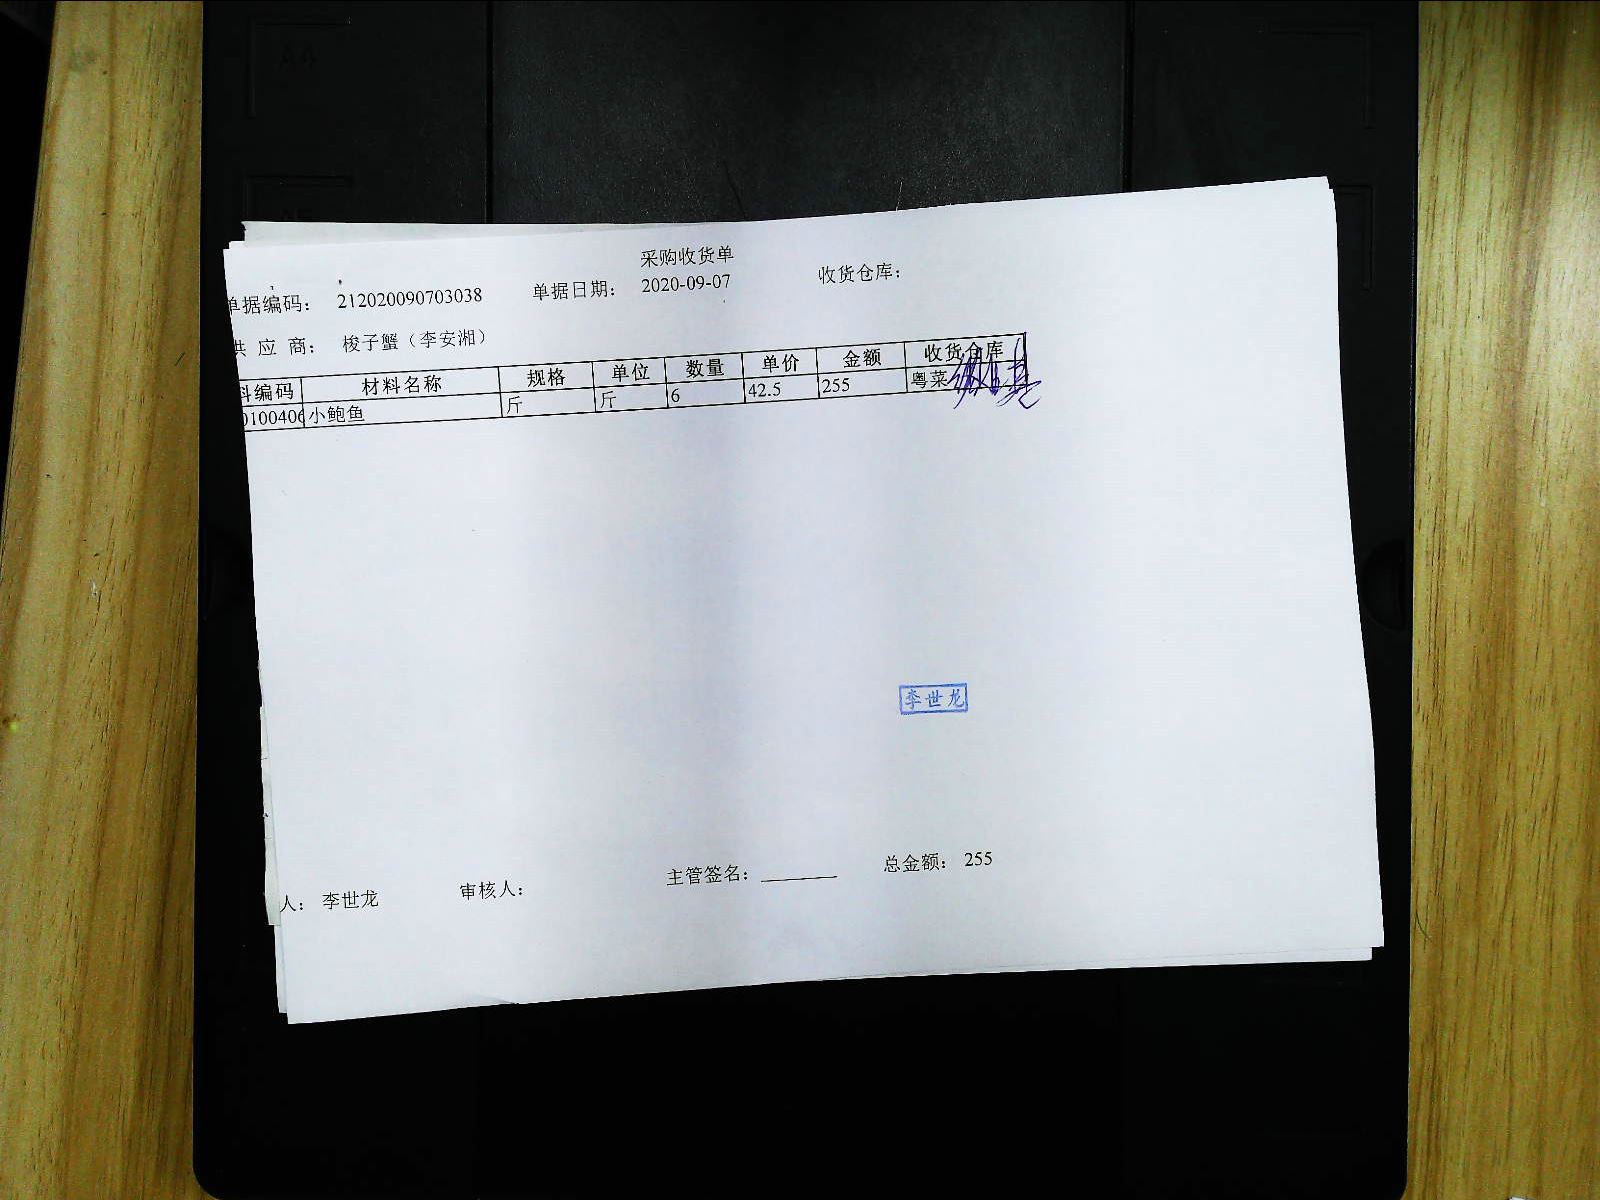 采购收货单
单据编码： 212020090703038 单据日期： 2020-09-07 收货仓库：
供 应 商： 梭子蟹（李安湘）
料编码 材料名称 规格 单位 数量 单价 金额 收货仓库
0100406 小鲍鱼 斤 斤 6 42.5 255 粤菜
李世龙
人： 李世龙 审核人： 主管签名： 总金额： 255